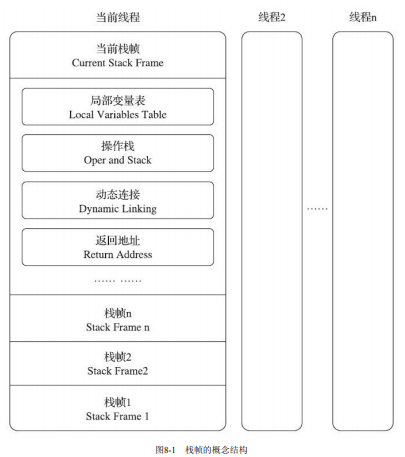 当前线程
线程2
线程n
当前栈帧
Current Stack Frame
局部变量表
Local Variables Table
操作栈
Oper and Stack
动态连接
Dynamic Linking
返回地址
Return Address
…… ……
……
栈帧n
Stack Frame n
栈帧2
Stack Frame2
栈帧1
Stack Frame 1
图8-1 栈帧的概念结构